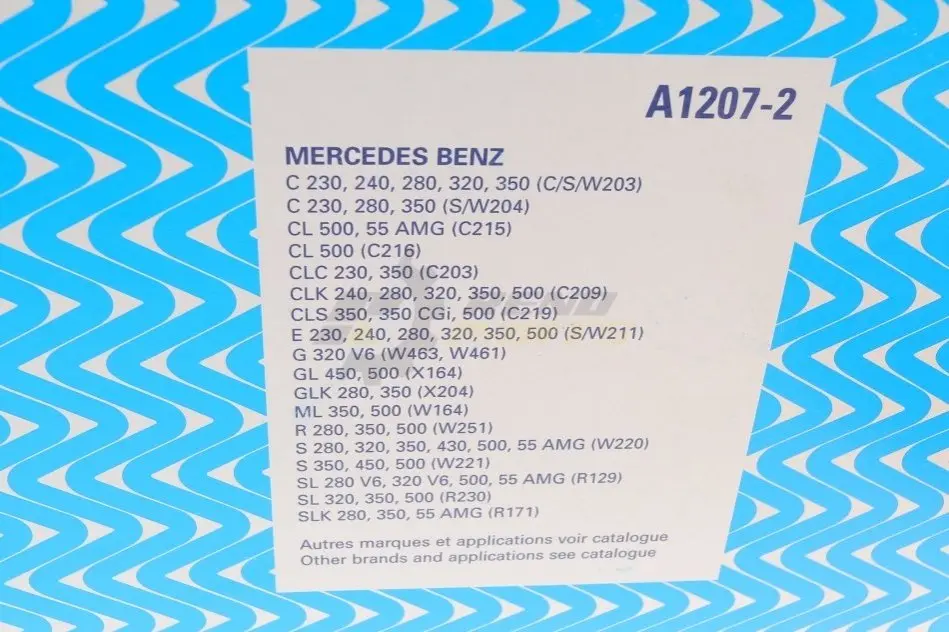 A1207-2
MERCEDES BENZ
C 230, 240, 280, 320, 350 (C/S/W203)
C 230, 280, 350 (S/W204)
CL 500, 55 AMG (C215)
CL 500 (C216)
CLC 230, 350 (C203)
CLK 240, 280, 320, 350, 500 (C209)
CLS 350, 350 CGi, 500 (C219)
E 230, 240, 280, 320, 350, 500 (S/W211)
G 320 V6 (W463, W461)
GL 450, 500 (X164)
GLK 280, 350 (X204)
ML 350, 500 (W164)
R 280, 350, 500 (W251)
S 280, 320, 350, 430, 500, 55 AMG (W220)
S 350, 450, 500 (W221)
SL 280 V6, 320 V6, 500, 55 AMG (R129)
SL 320, 350, 500 (R230)
SLK 280, 350, 55 AMG (R171)
Autres marques et applications voir catalogue
Other brands and applications see catalogue